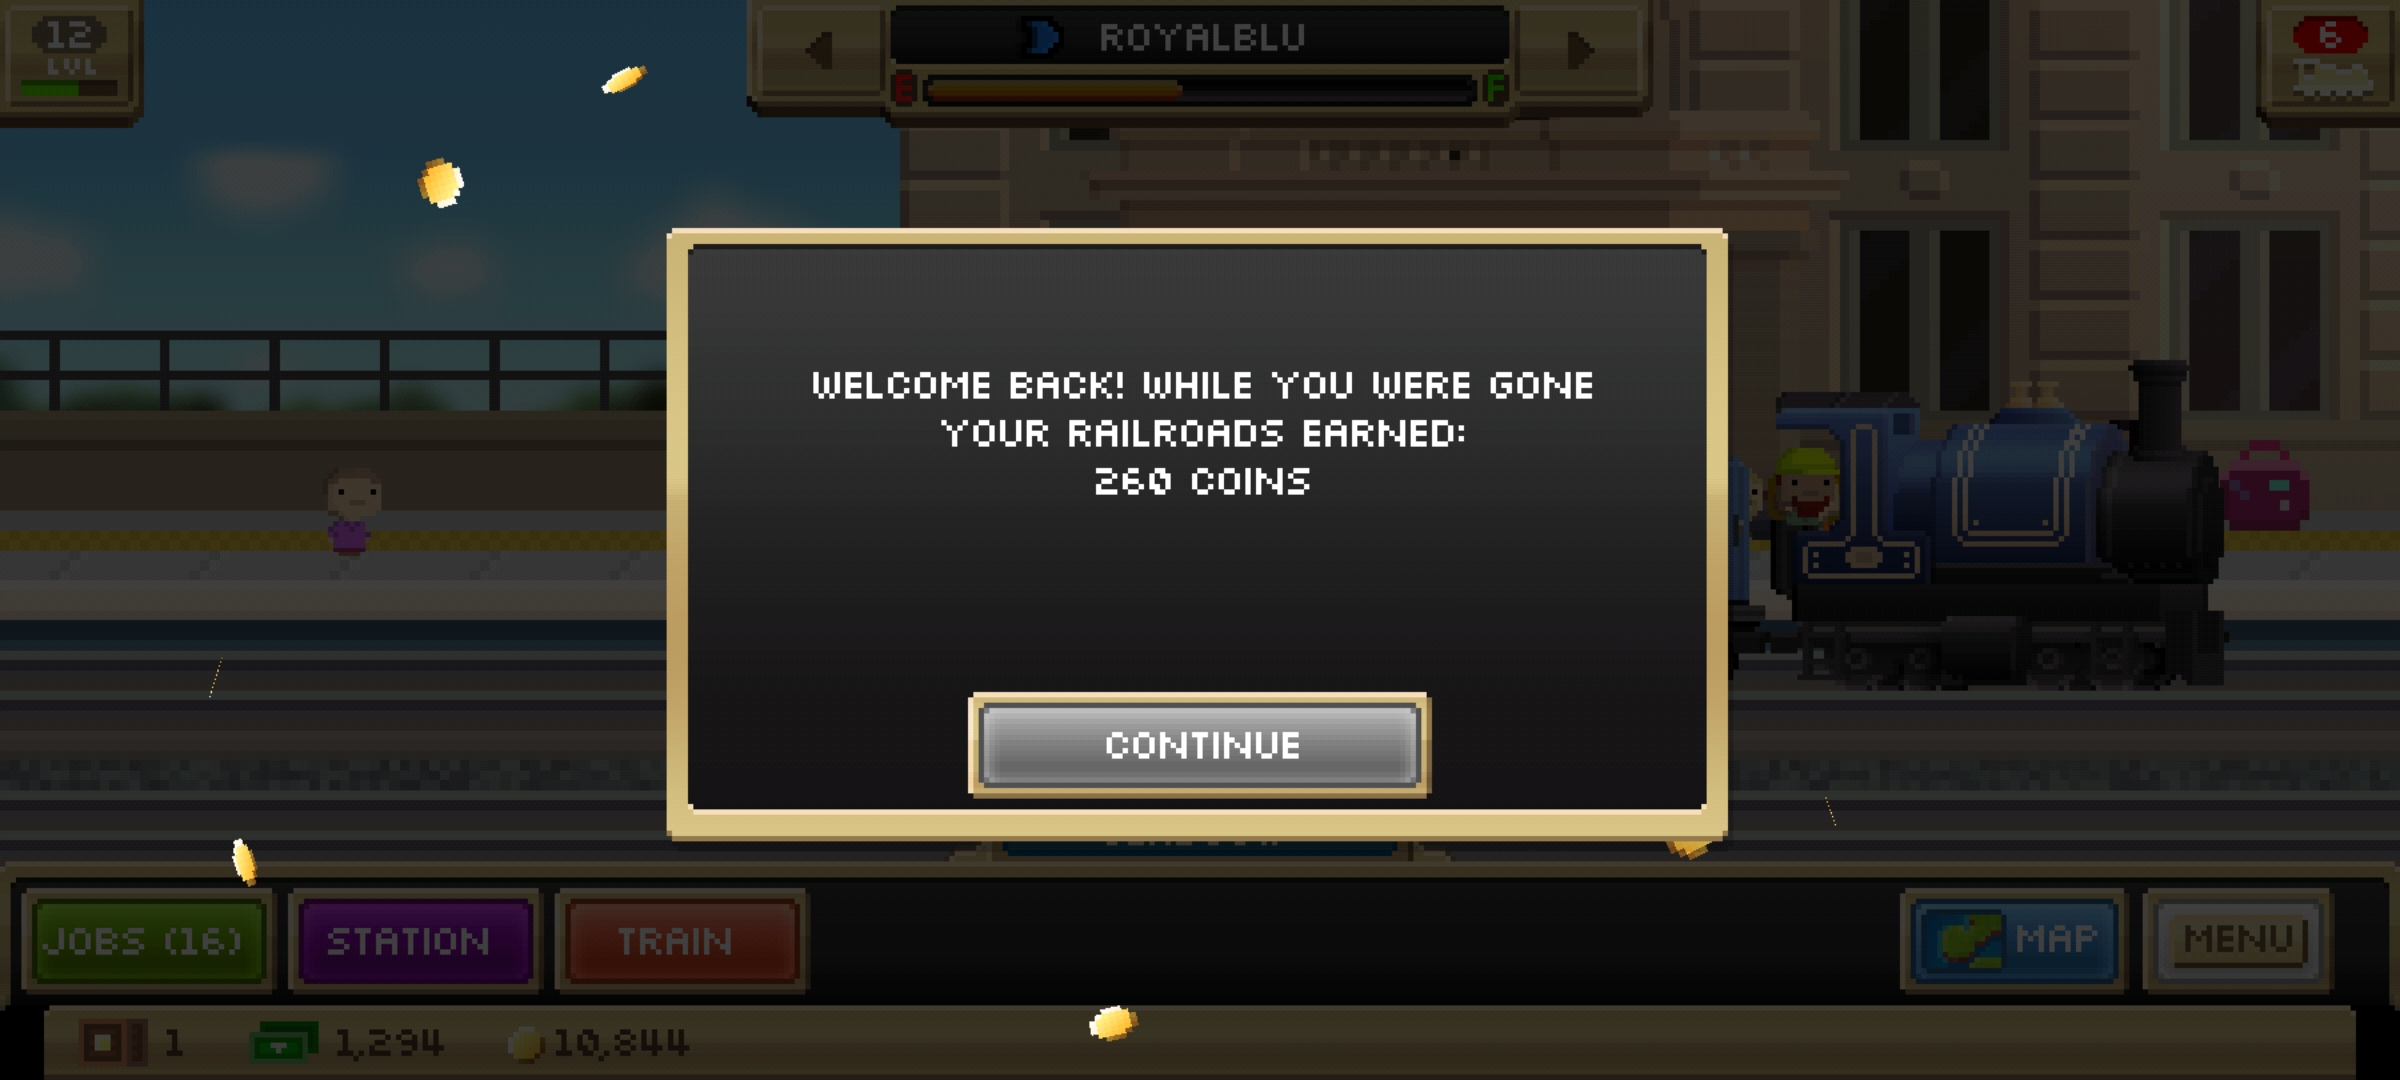 12
LVL
ROYALBLU
E
F
6
WELCOME BACK! WHILE YOU WERE GONE
YOUR RAILROADS EARNED:
260 COINS
CONTINUE
JOBS (16)
STATION
TRAIN
MAP
MENU
1
1,294
10,844